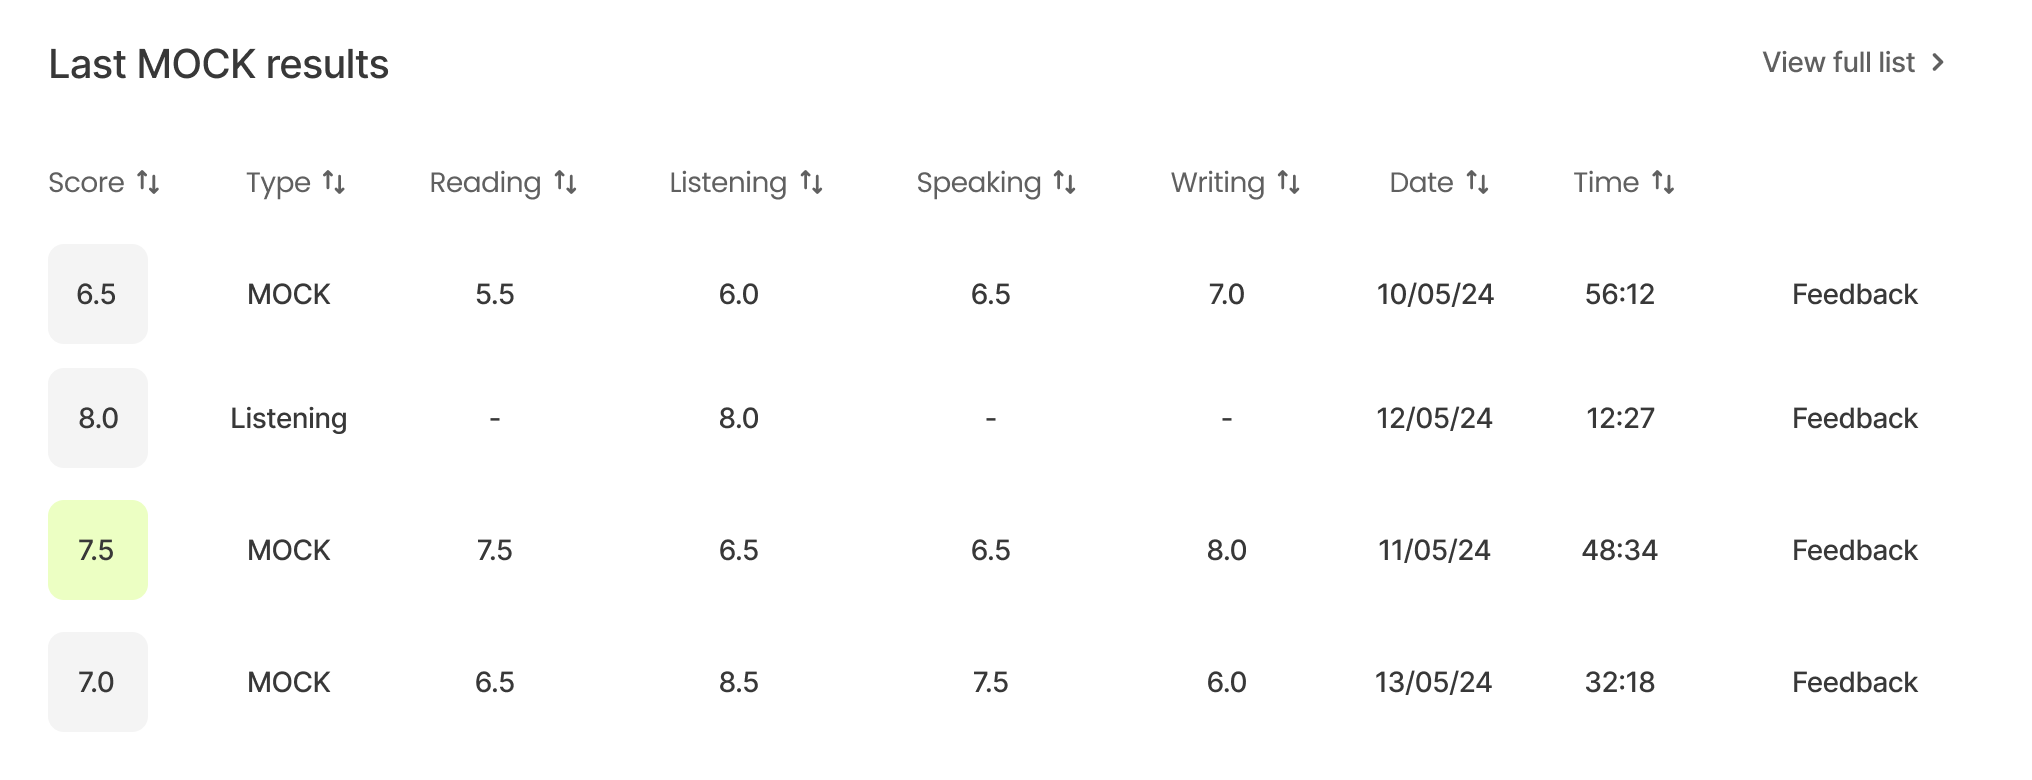 Last MOCK results View full list
Score Type Reading Listening Speaking Writing Date Time
6.5 MOCK 5.5 6.0 6.5 7.0 10/05/24 56:12 Feedback
8.0 Listening - 8.0 - - 12/05/24 12:27 Feedback
7.5 MOCK 7.5 6.5 6.5 8.0 11/05/24 48:34 Feedback
7.0 MOCK 6.5 8.5 7.5 6.0 13/05/24 32:18 Feedback